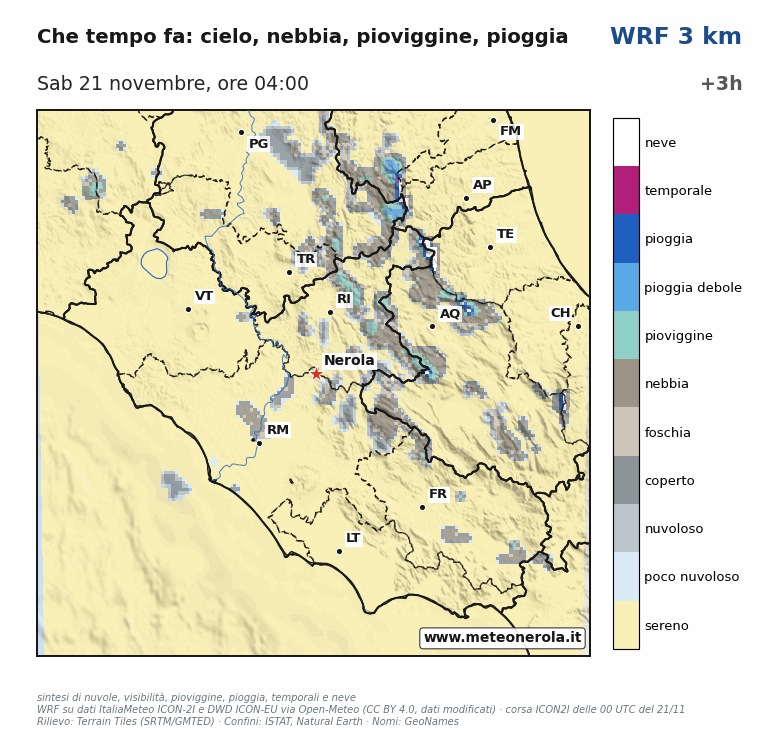 Che tempo fa: cielo, nebbia, pioviggine, pioggia
WRF 3 km
Sab 21 novembre, ore 04:00
+3h
FM
PG
AP
TE
TR
VT
RI
AQ
CH
Nerola
RM
FR
LT
www.meteonerola.it
neve
temporale
pioggia
pioggia debole
pioviggine
nebbia
foschia
coperto
nuvoloso
poco nuvoloso
sereno
sintesi di nuvole, visibilità, pioviggine, pioggia, temporali e neve
WRF su dati ItaliaMeteo ICON-2I e DWD ICON-EU via Open-Meteo (CC BY 4.0, dati modificati) · corsa ICON2I delle 00 UTC del 21/11
Rilievo: Terrain Tiles (SRTM/GMTED) · Confini: ISTAT, Natural Earth · Nomi: GeoNames